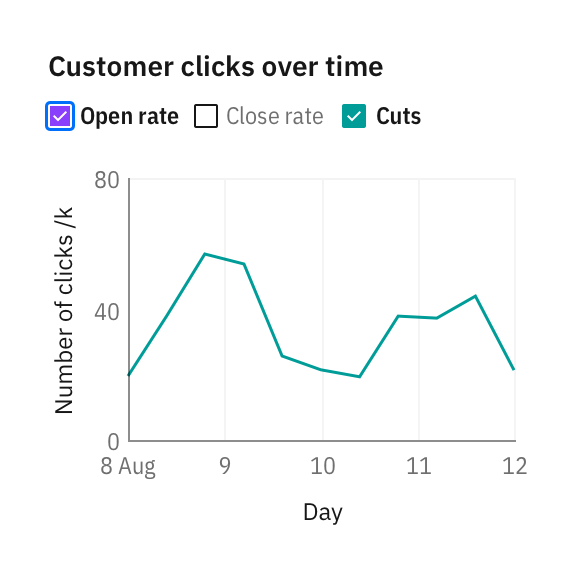 Customer clicks over time
Open rate Close rate Cuts
80
40
0
Number of clicks /k
8 Aug 9 10 11 12
Day